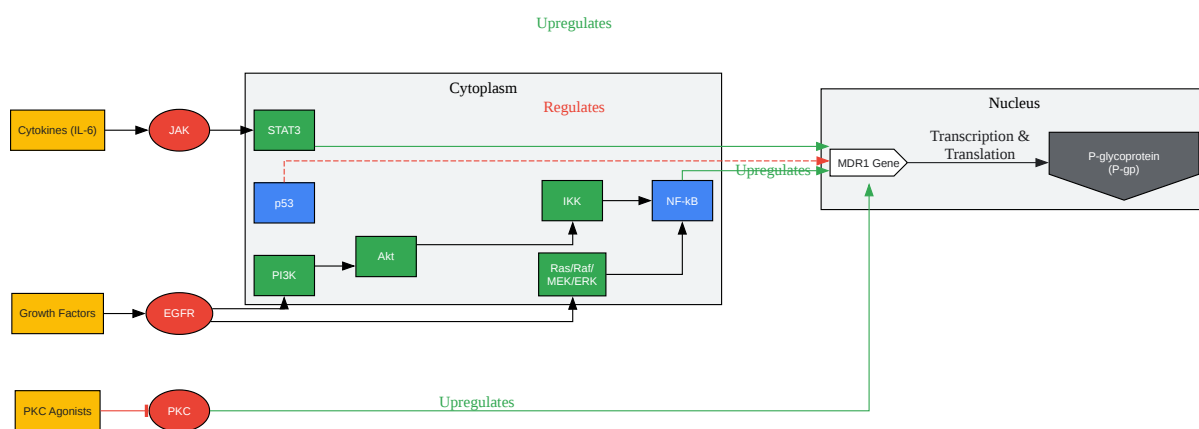 Upregulates
Cytoplasm
Nucleus
Regulates
Cytokines (IL-6)
JAK
STAT3
Transcription &
Translation
MDR1 Gene
P-glycoprotein
(P-gp)
Upregulates
p53
IKK
NF-kB
Akt
PI3K
Ras/Raf/
MEK/ERK
Growth Factors
EGFR
PKC Agonists
PKC
Upregulates